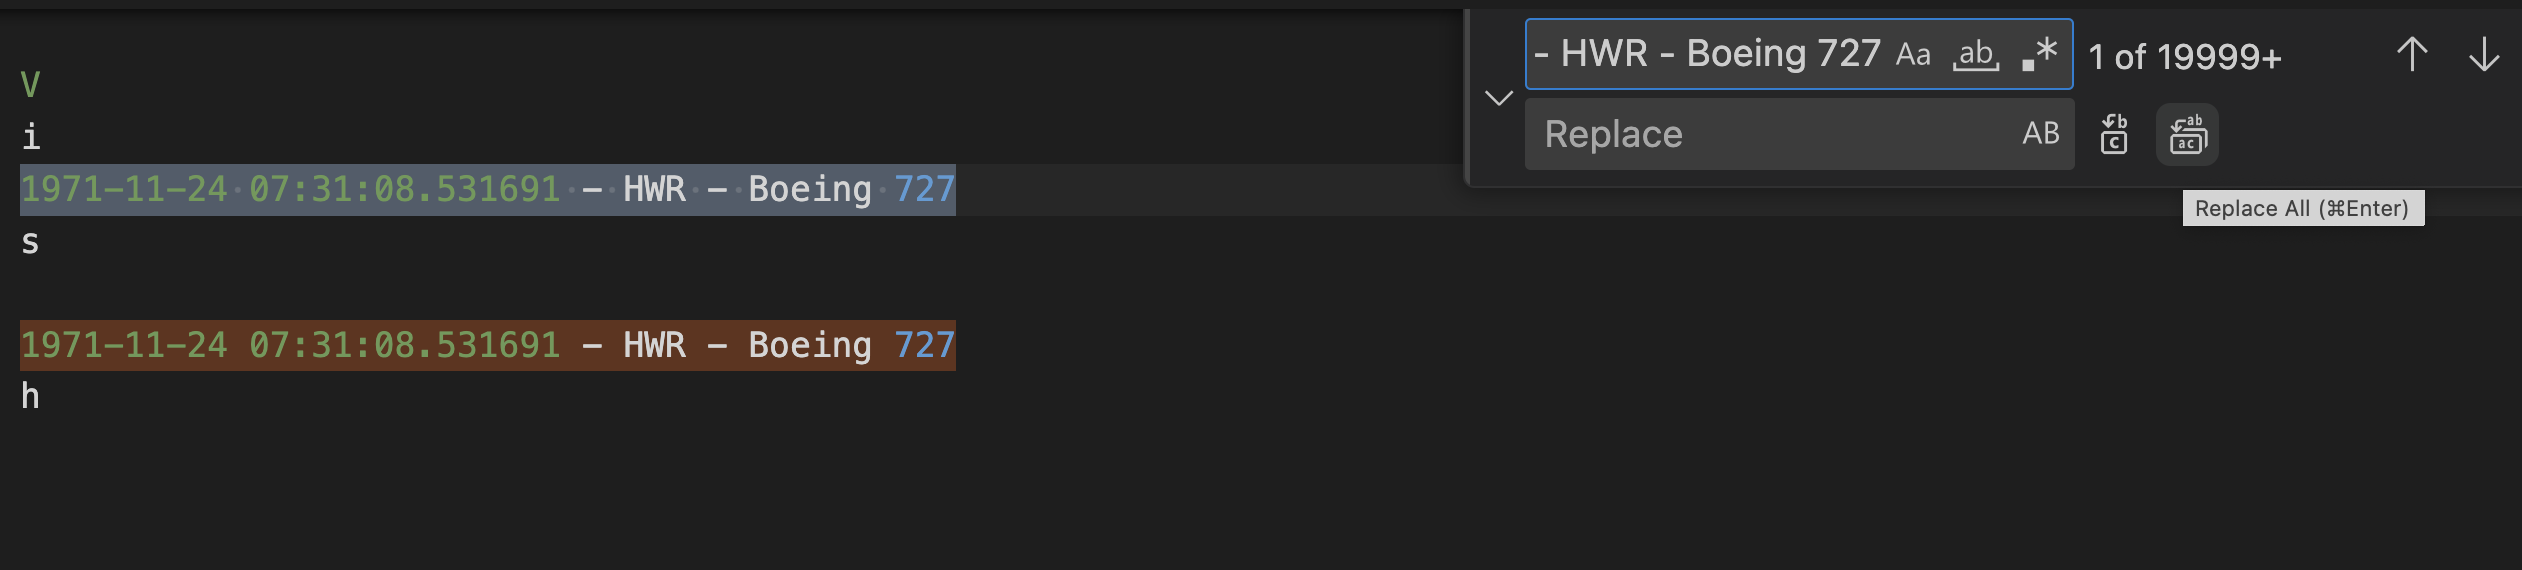 - HWR - Boeing 727 Aa ab .* 1 of 19999+
Replace AB
Replace All (⌘Enter)
V
i
1971-11-24 07:31:08.531691 - HWR - Boeing 727
s
1971-11-24 07:31:08.531691 - HWR - Boeing 727
h